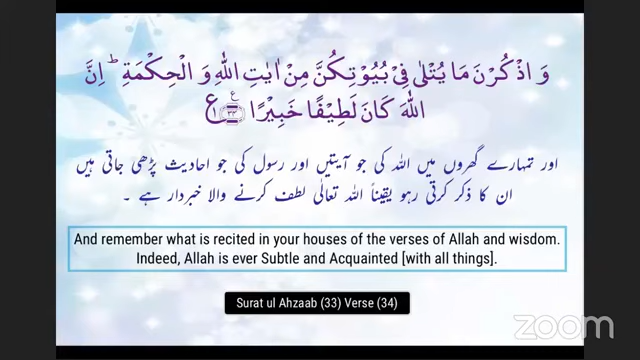 وَ اذْكُرْنَ مَا يُتْلٰى فِيْ بُيُوْتِكُنَّ مِنْ اٰيٰتِ اللّٰهِ وَ الْحِكْمَةِ ؕ اِنَّ
اللّٰهَ كَانَ لَطِيْفًا خَبِيْرًا
اور تمہارے گھروں میں اللہ کی جو آیتیں اور رسول کی جو احادیث پڑھی جاتی ہیں
ان کا ذکر کرتی رہو یقیناً اللہ تعالٰی لطف کرنے والا خبردار ہے ۔
And remember what is recited in your houses of the verses of Allah and wisdom.
Indeed, Allah is ever Subtle and Acquainted [with all things].
Surat ul Ahzaab (33) Verse (34)
zoom